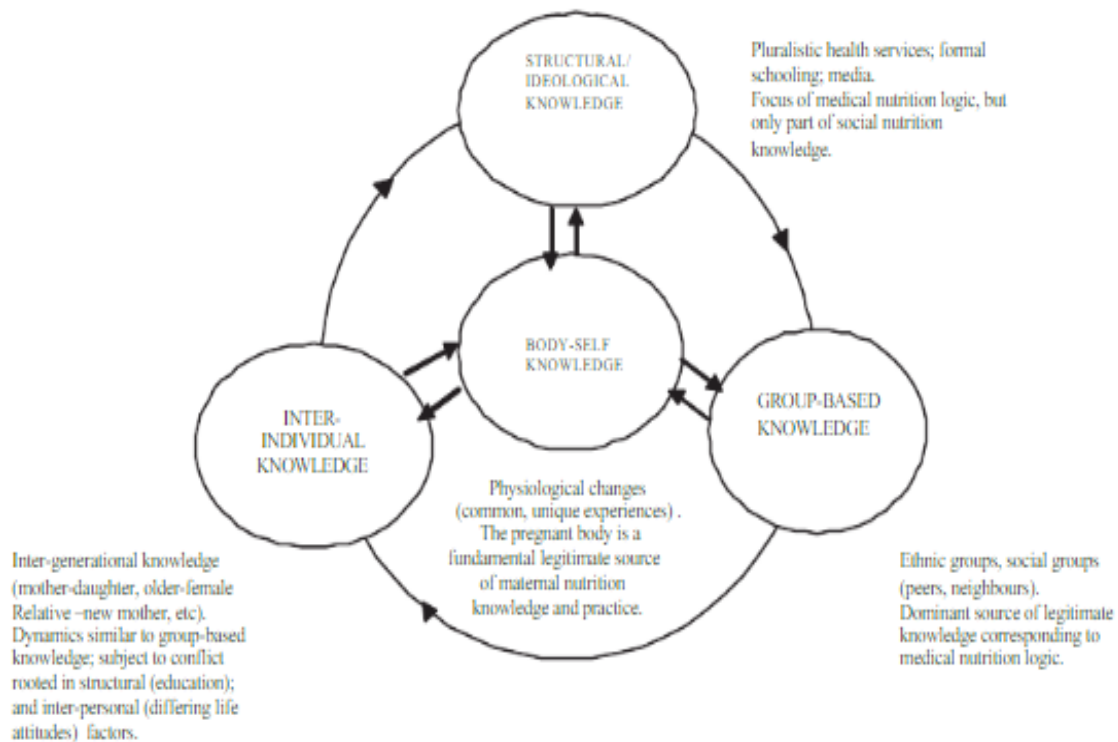 STRUCTURAL/
IDEOLOGICAL
KNOWLEDGE
Pluralistic health services; formal
schooling; media.
Focus of medical nutrition logic, but
only part of social nutrition
knowledge.
BODY-SELF
KNOWLEDGE
INTER-
INDIVIDUAL
KNOWLEDGE
GROUP-BASED
KNOWLEDGE
Physiological changes
(common, unique experiences) .
The pregnant body is a
fundamental legitimate source
of maternal nutrition
knowledge and practice.
Inter-generational knowledge
(mother-daughter, older-female
Relative –new mother, etc).
Dynamics similar to group-based
knowledge; subject to conflict
rooted in structural (education);
and inter-personal (differing life
attitudes) factors.
Ethnic groups, social groups
(peers, neighbours).
Dominant source of legitimate
knowledge corresponding to
medical nutrition logic.